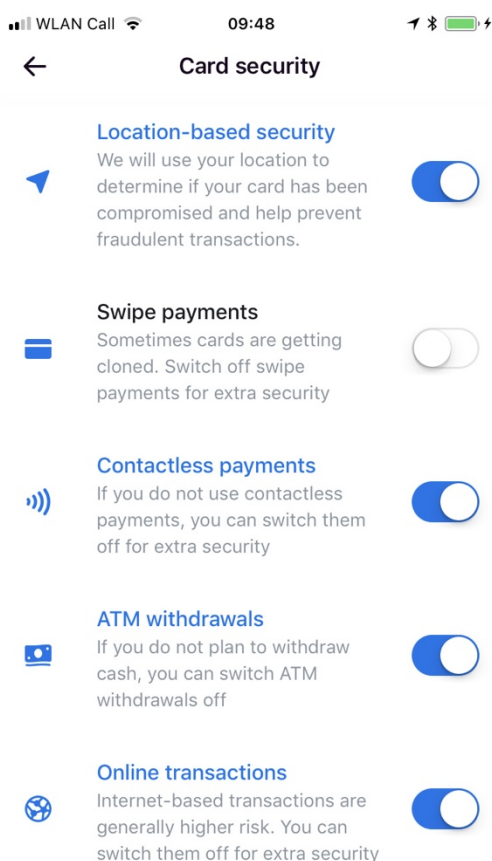 WLAN Call 09:48
Card security
Location-based security
We will use your location to
determine if your card has been
compromised and help prevent
fraudulent transactions.
Swipe payments
Sometimes cards are getting
cloned. Switch off swipe
payments for extra security
Contactless payments
If you do not use contactless
payments, you can switch them
off for extra security
ATM withdrawals
If you do not plan to withdraw
cash, you can switch ATM
withdrawals off
Online transactions
Internet-based transactions are
generally higher risk. You can
switch them off for extra security